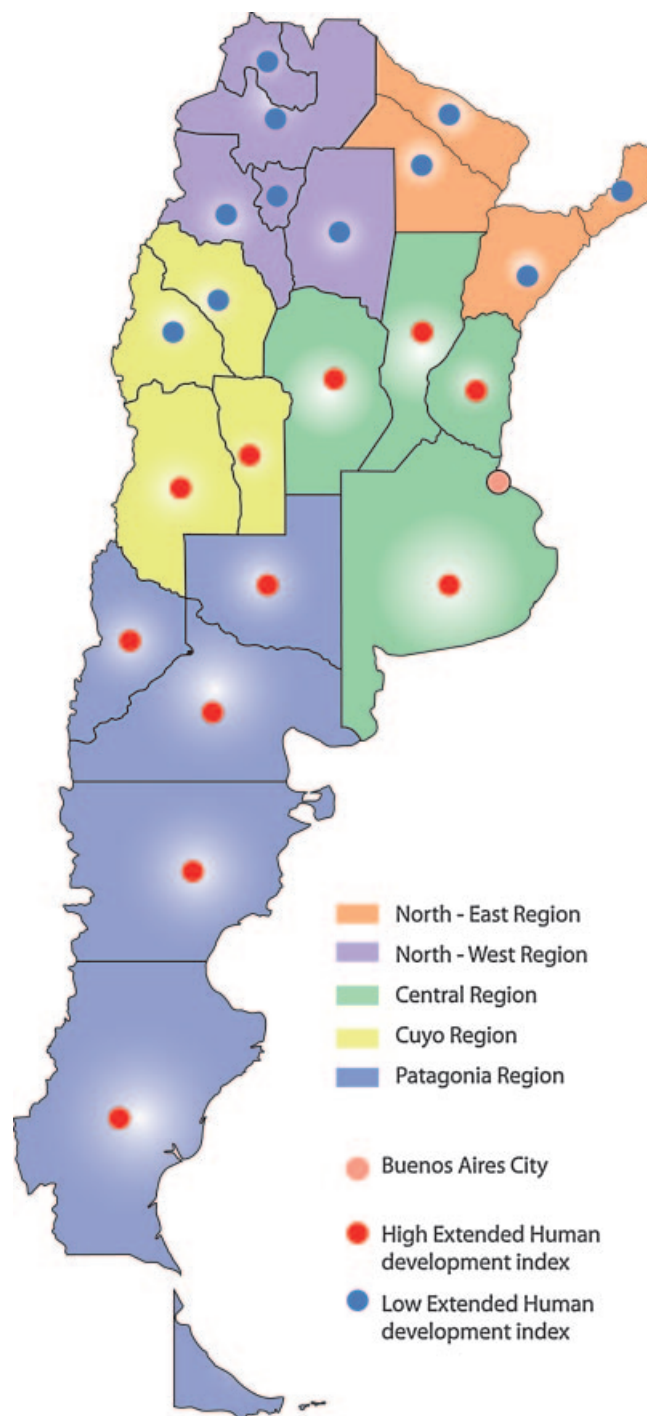 North - East Region
North - West Region
Central Region
Cuyo Region
Patagonia Region
Buenos Aires City
High Extended Human
development index
Low Extended Human
development index